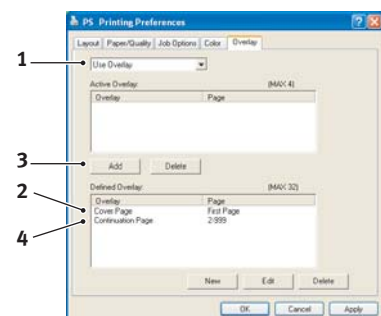 PS Printing Preferences
Layout Paper/Quality Job Options Color Overlay
1 Use Overlay
Active Overlay: (MAX: 4)
Overlay Page
3 Add Delete
Defined Overlay: (MAX: 32)
Overlay Page
2 Cover Page First Page
4 Continuation Page 2-999
New Edit Delete
OK Cancel Apply